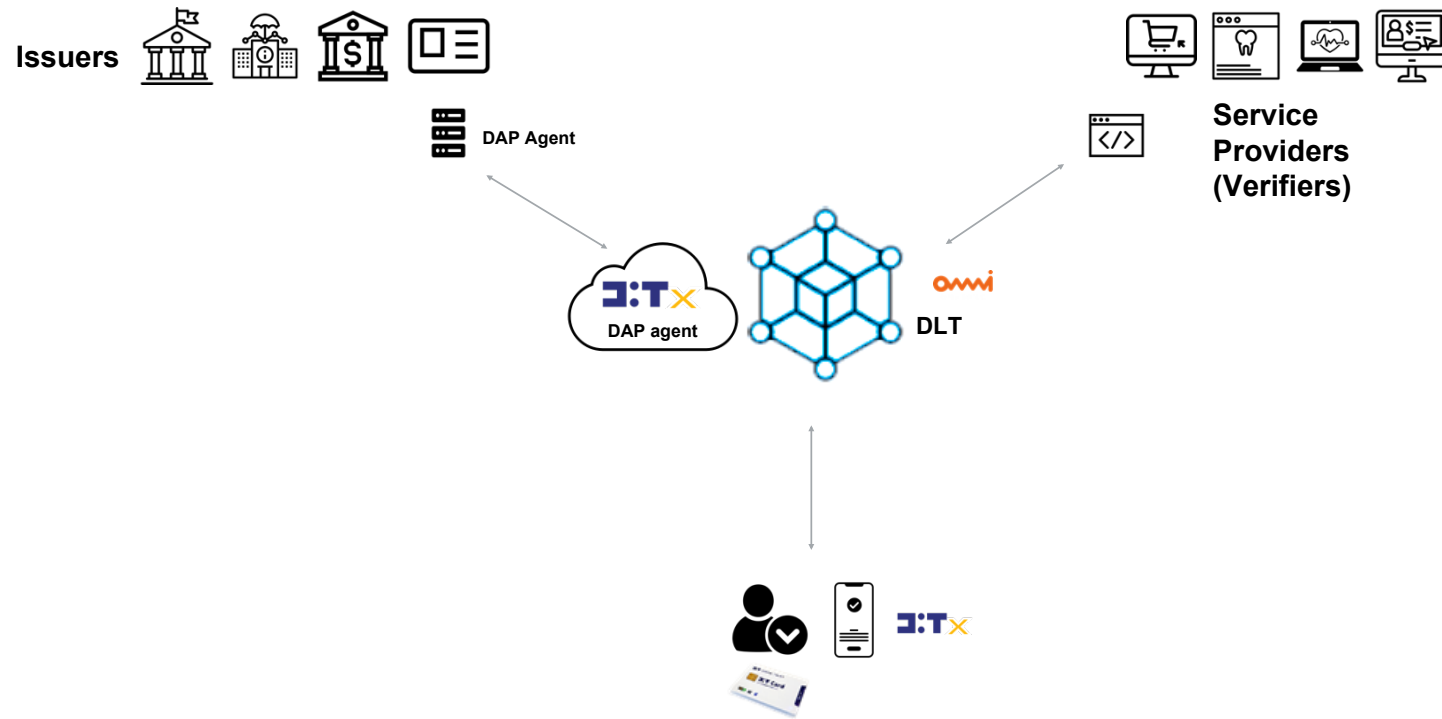 Issuers
DAP Agent
Service
Providers
(Verifiers)
</>
DAP agent
DLT